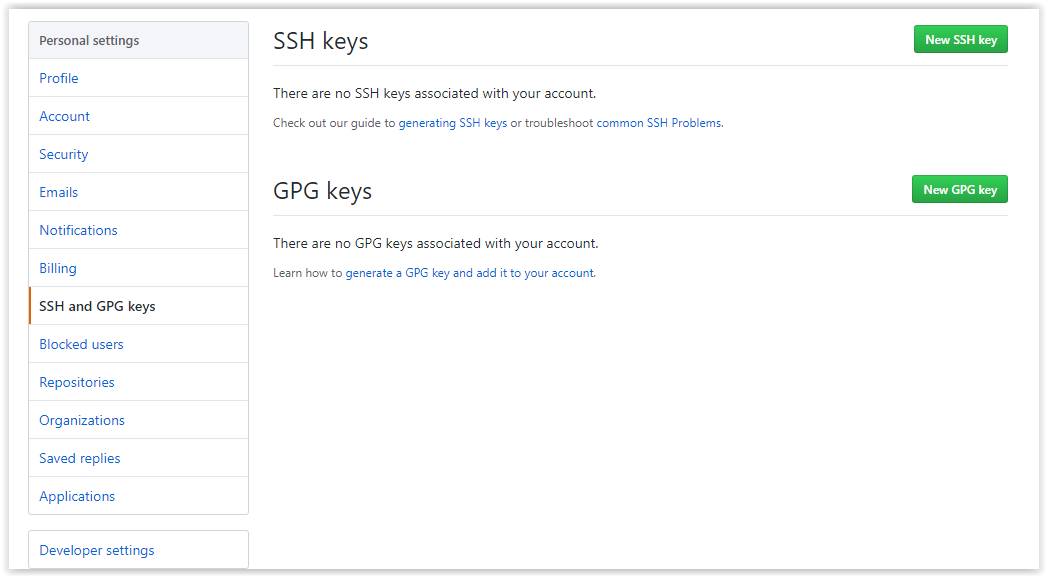 Personal settings
Profile
Account
Security
Emails
Notifications
Billing
SSH and GPG keys
Blocked users
Repositories
Organizations
Saved replies
Applications
Developer settings
SSH keys
New SSH key
There are no SSH keys associated with your account.
Check out our guide to generating SSH keys or troubleshoot common SSH Problems.
GPG keys
New GPG key
There are no GPG keys associated with your account.
Learn how to generate a GPG key and add it to your account.